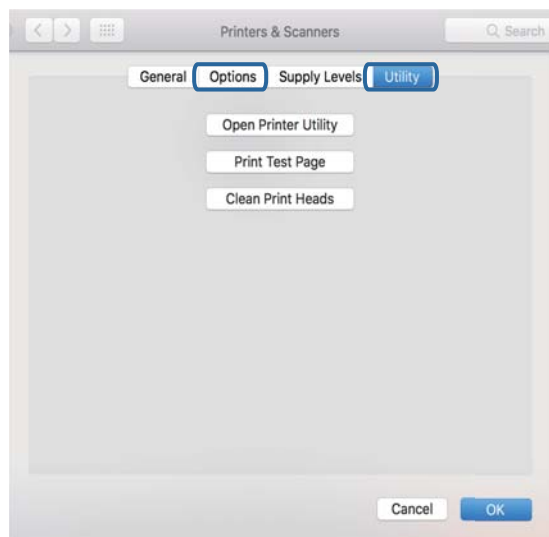 Printers & Scanners
Search
General Options Supply Levels Utility
Open Printer Utility
Print Test Page
Clean Print Heads
Cancel OK